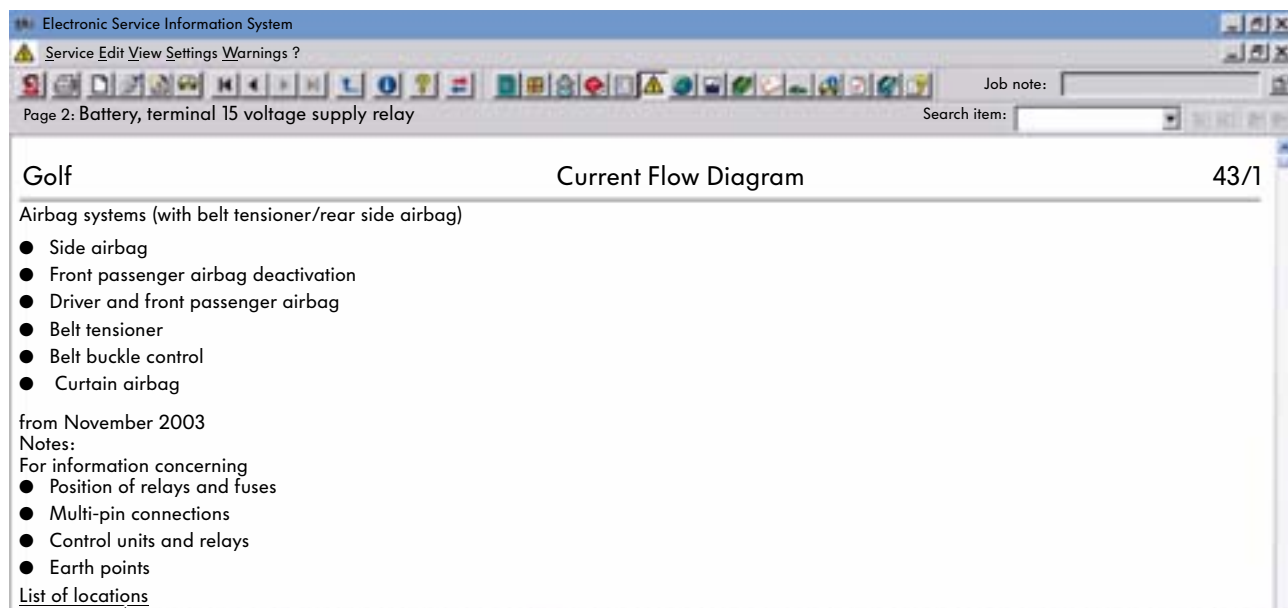 Electronic Service Information System
Service Edit View Settings Warnings ?
Job note:
Page 2: Battery, terminal 15 voltage supply relay
Search item:
Golf Current Flow Diagram 43/1
Airbag systems (with belt tensioner/rear side airbag)
● Side airbag
● Front passenger airbag deactivation
● Driver and front passenger airbag
● Belt tensioner
● Belt buckle control
● Curtain airbag
from November 2003
Notes:
For information concerning
● Position of relays and fuses
● Multi-pin connections
● Control units and relays
● Earth points
List of locations